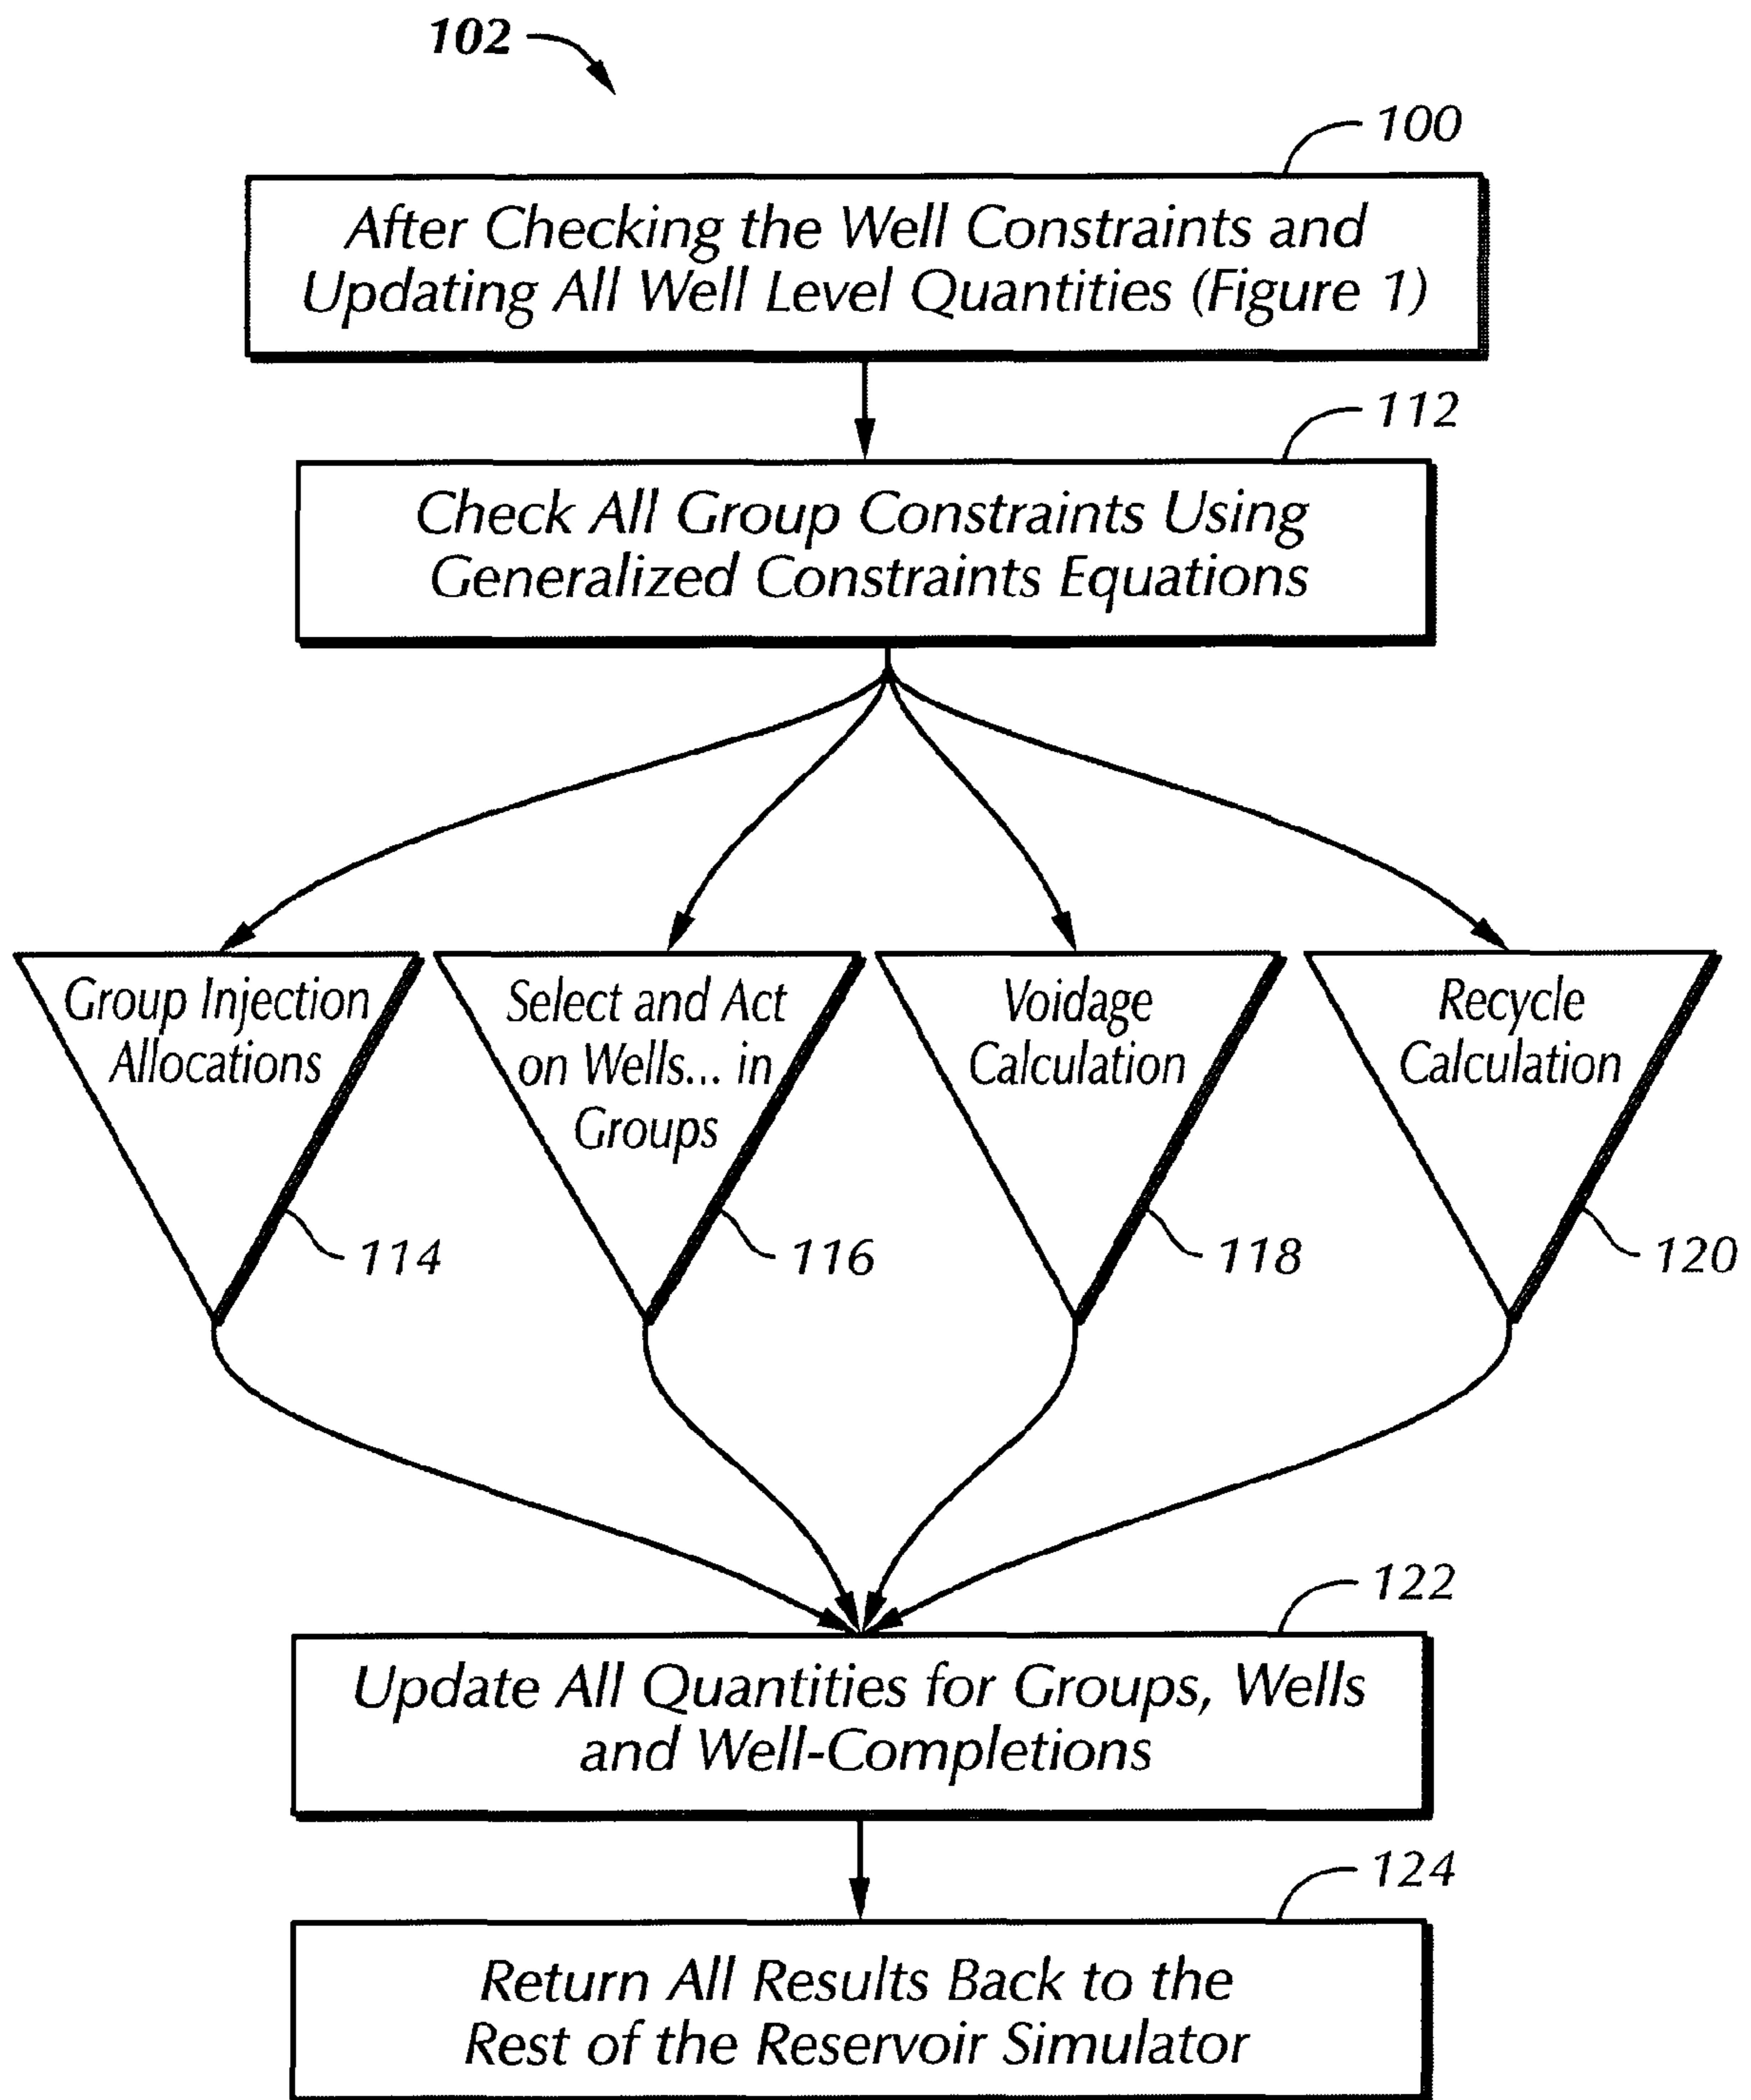 102
100
After Checking the Well Constraints and
Updating All Well Level Quantities (Figure 1)
112
Check All Group Constraints Using
Generalized Constraints Equations
Group Injection
Allocations
114
Select and Act
on Wells... in
Groups
116
Voidage
Calculation
118
Recycle
Calculation
120
122
Update All Quantities for Groups, Wells
and Well-Completions
124
Return All Results Back to the
Rest of the Reservoir Simulator